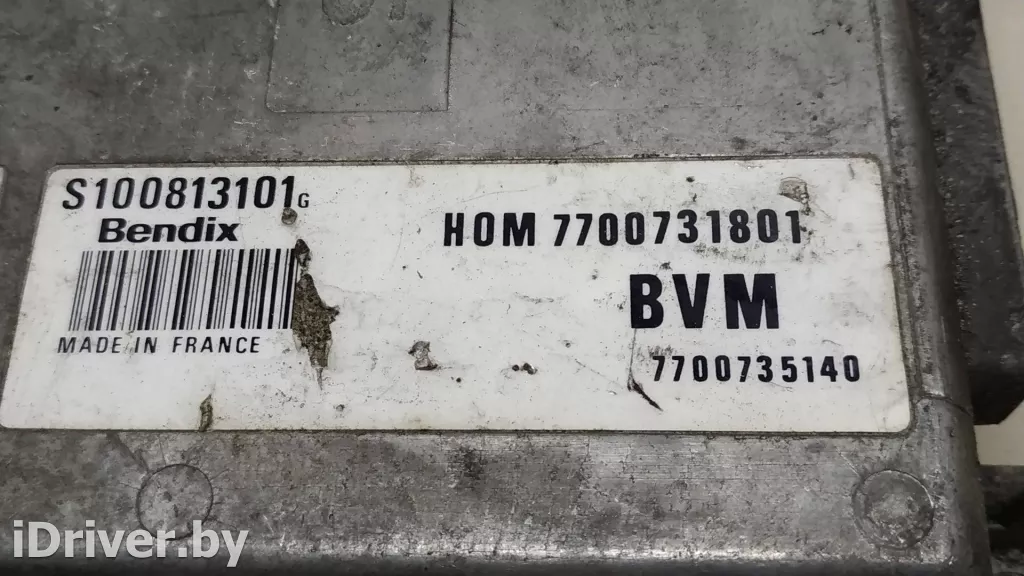 S100813101G
Bendix
MADE IN FRANCE
HOM 7700731801
BVM
7700735140
iDriver.by